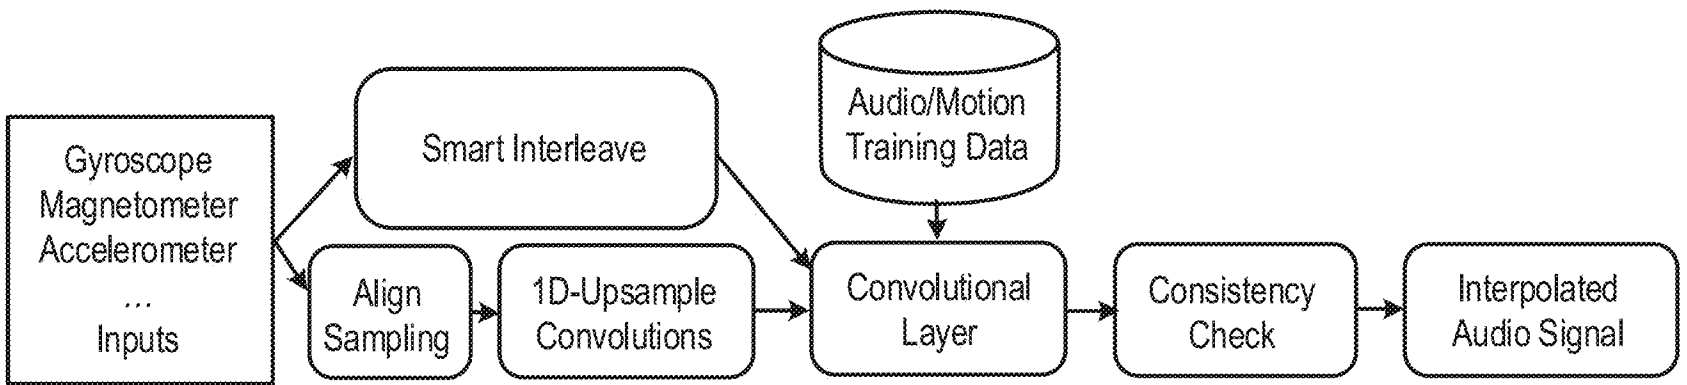 Gyroscope
Magnetometer
Accelerometer
...
Inputs
Smart Interleave
Align
Sampling
1D-Upsample
Convolutions
Audio/Motion
Training Data
Convolutional
Layer
Consistency
Check
Interpolated
Audio Signal